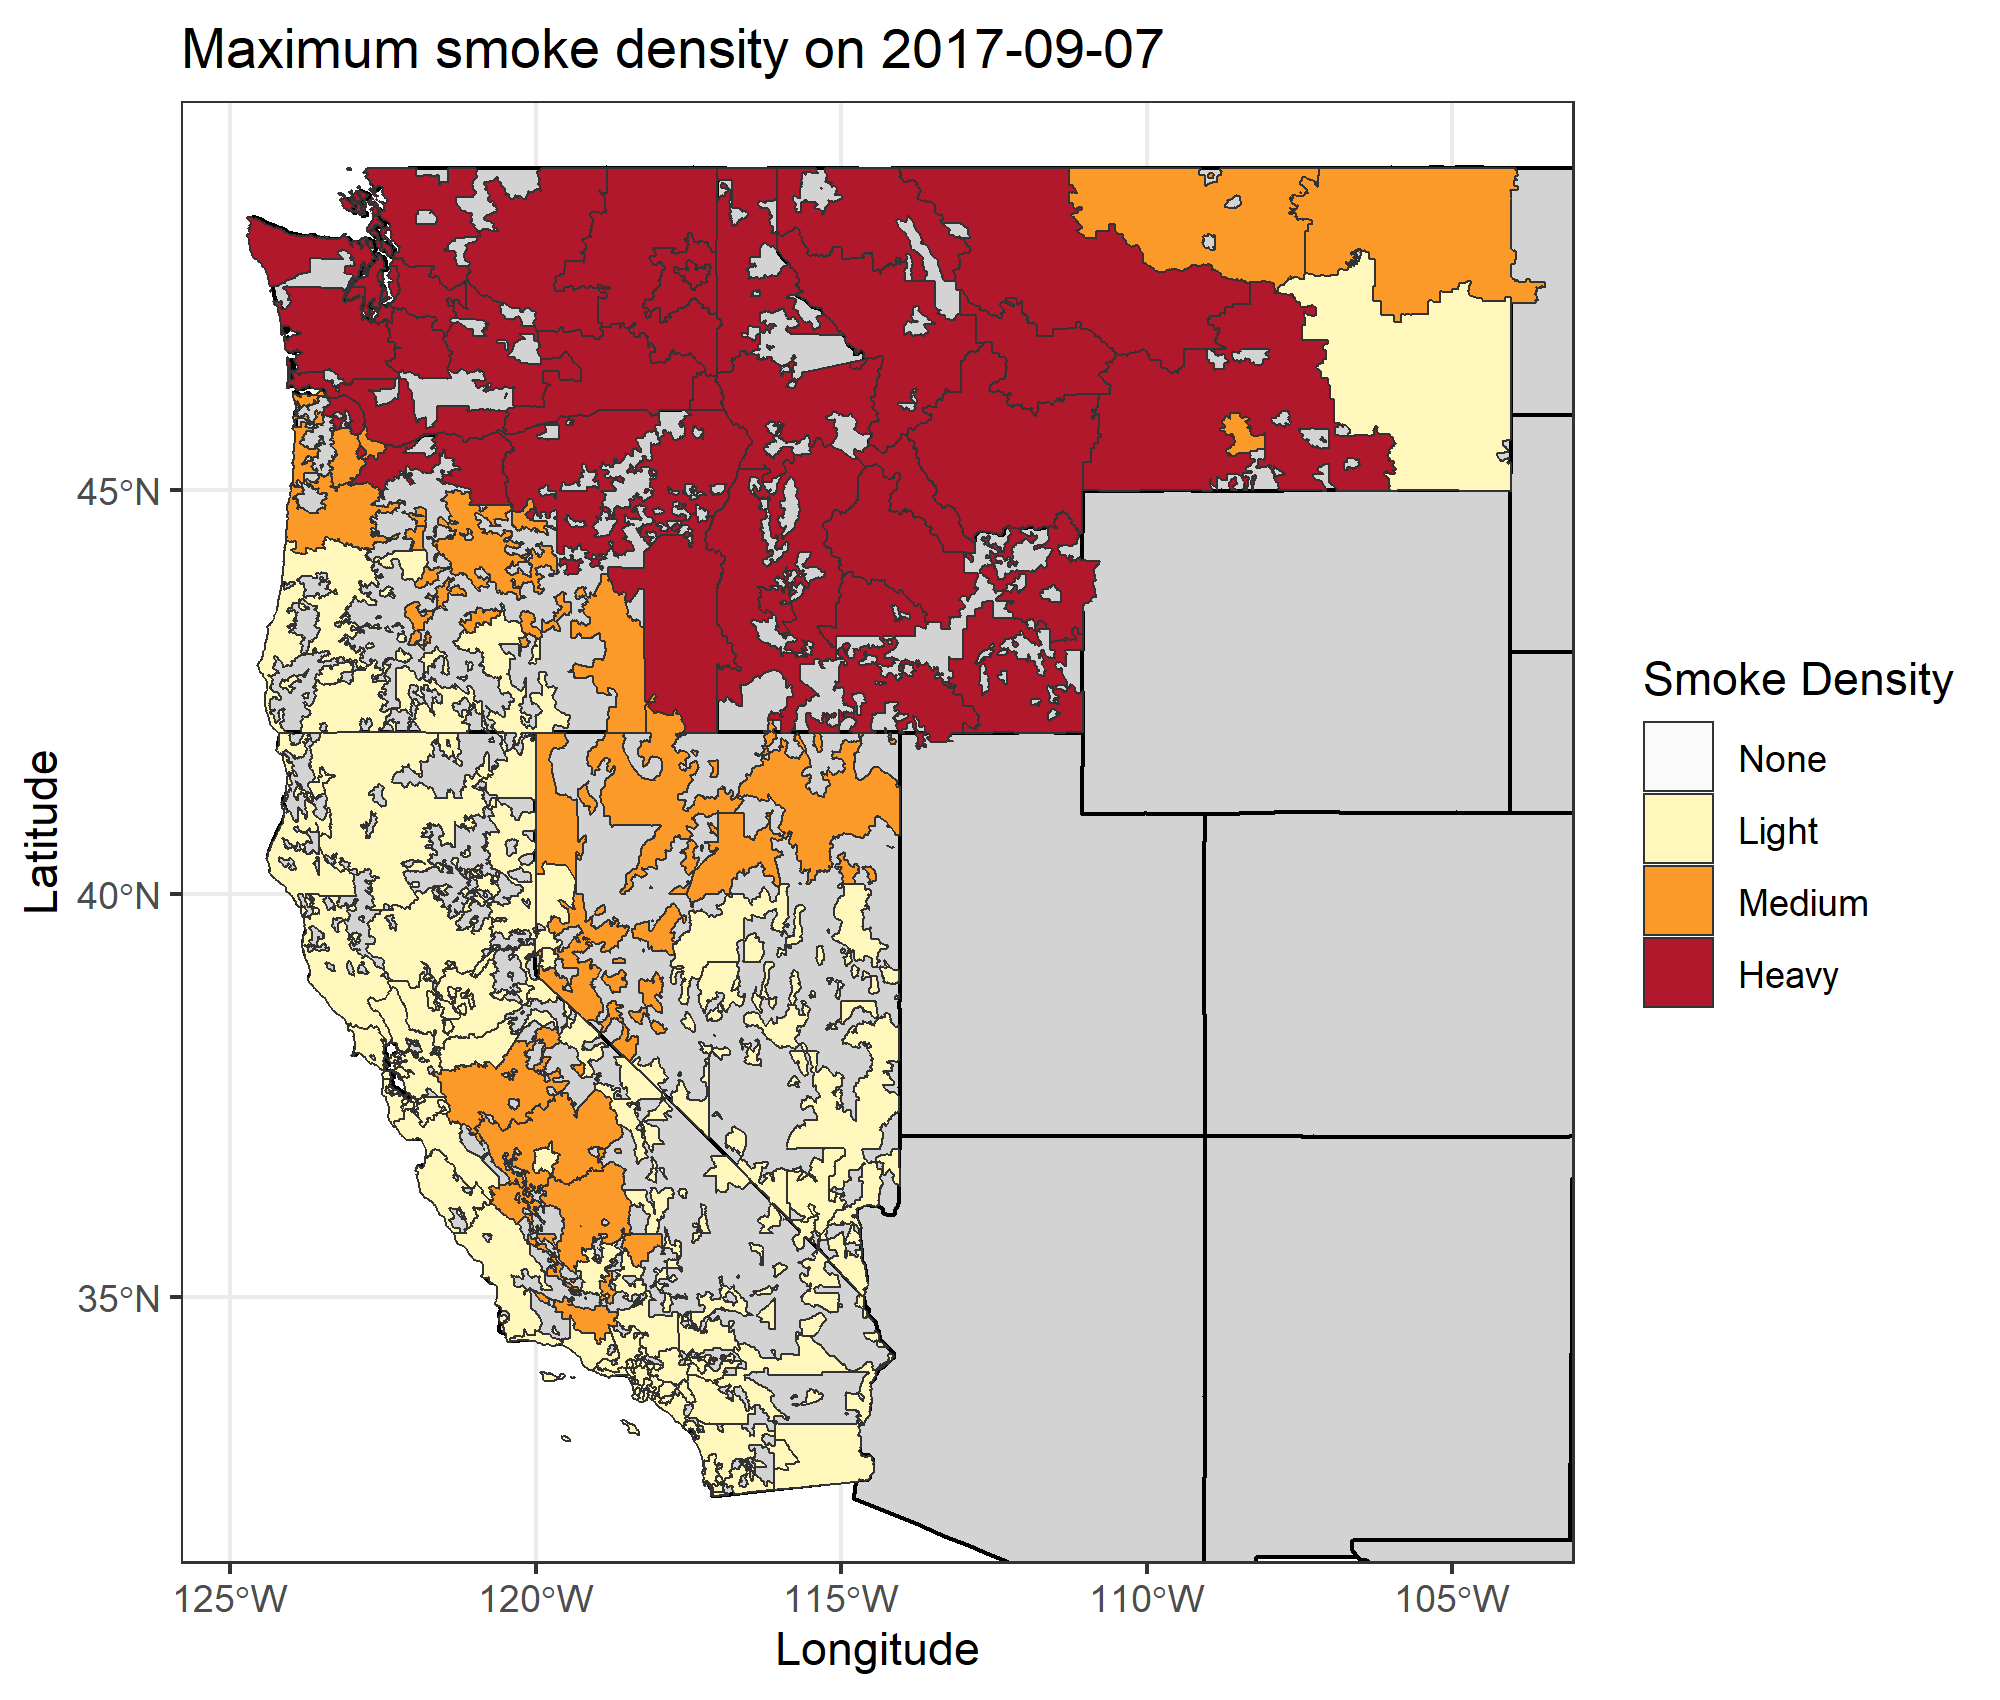 Maximum smoke density on 2017-09-07
Latitude
45°N
40°N
35°N
125°W
120°W
115°W
110°W
105°W
Longitude
Smoke Density
None
Light
Medium
Heavy